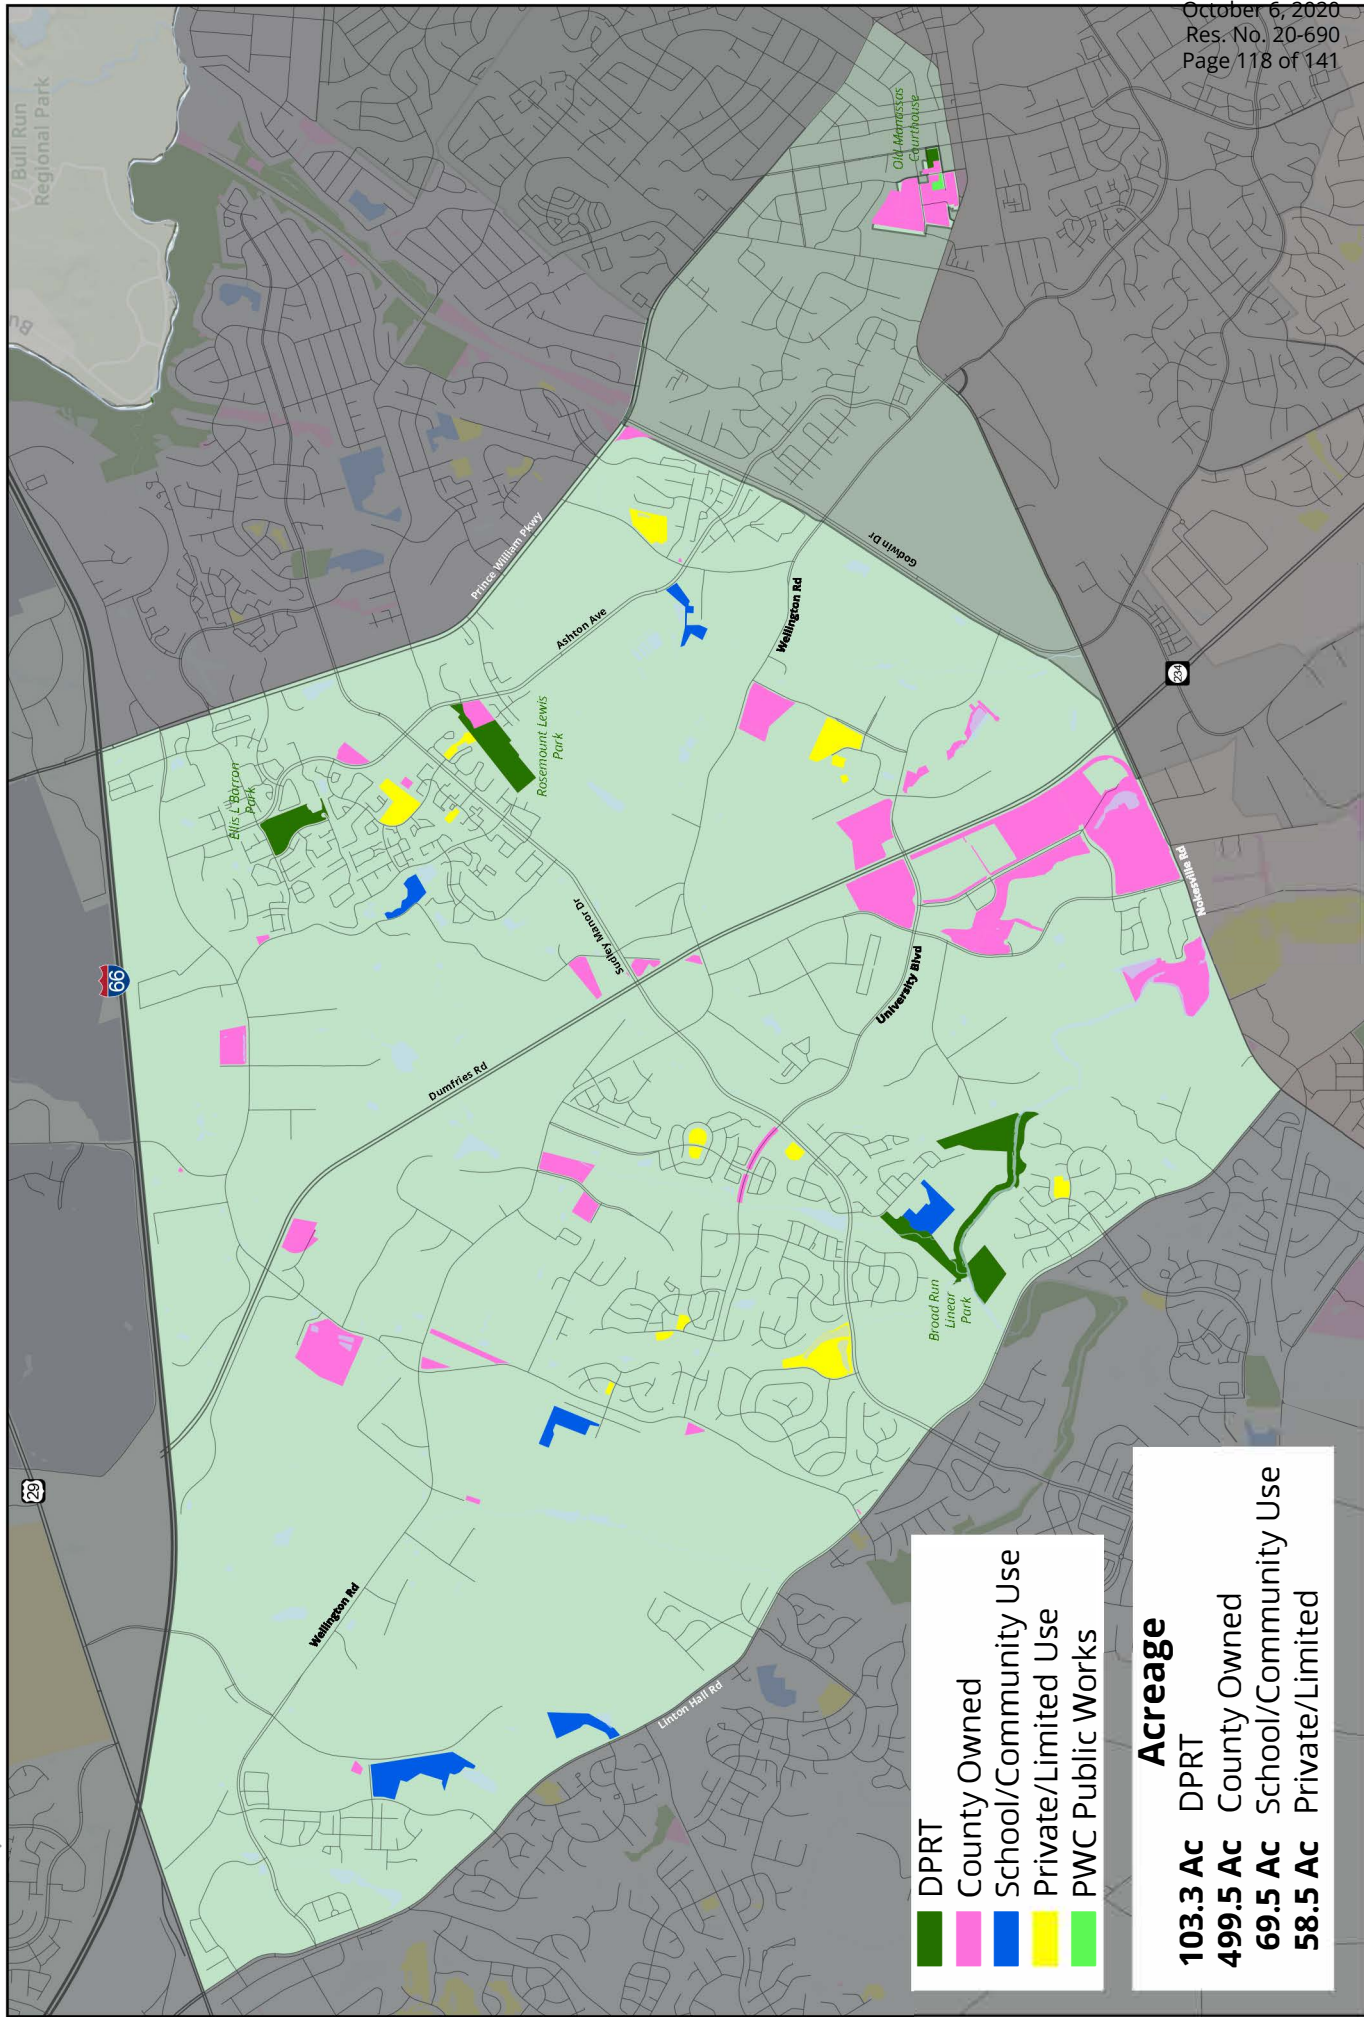 October 6, 2020
Res. No. 20-690
Page 118 of 141
Bull Run
Regional Park
Bu
29
66
234
Old Manassas
Courthouse
Prince William Pkwy
Ashton Ave
Godwin Dr
Wellington Rd
Rosemount Lewis
Park
Ellis L Barron
Park
Sudley Manor Dr
Dumfries Rd
University Blvd
Nokesville Rd
Broad Run
Linear
Park
Wellington Rd
Linton Hall Rd
DPRT
County Owned
School/Community Use
Private/Limited Use
PWC Public Works
Acreage
103.3 Ac DPRT
499.5 Ac County Owned
69.5 Ac School/Community Use
58.5 Ac Private/Limited